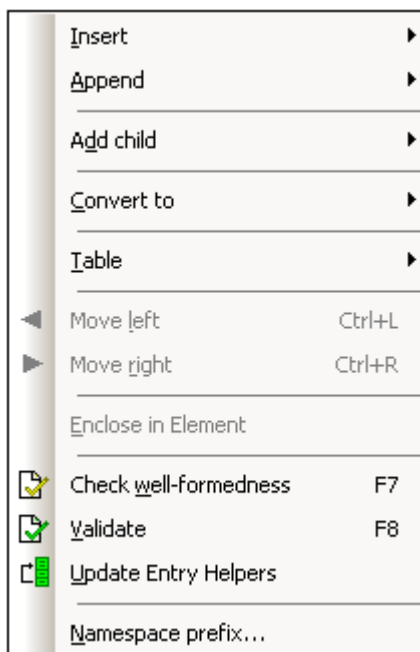 Insert
Append
Add child
Convert to
Table
Move left Ctrl+L
Move right Ctrl+R
Enclose in Element
Check well-formedness F7
Validate F8
Update Entry Helpers
Namespace prefix...